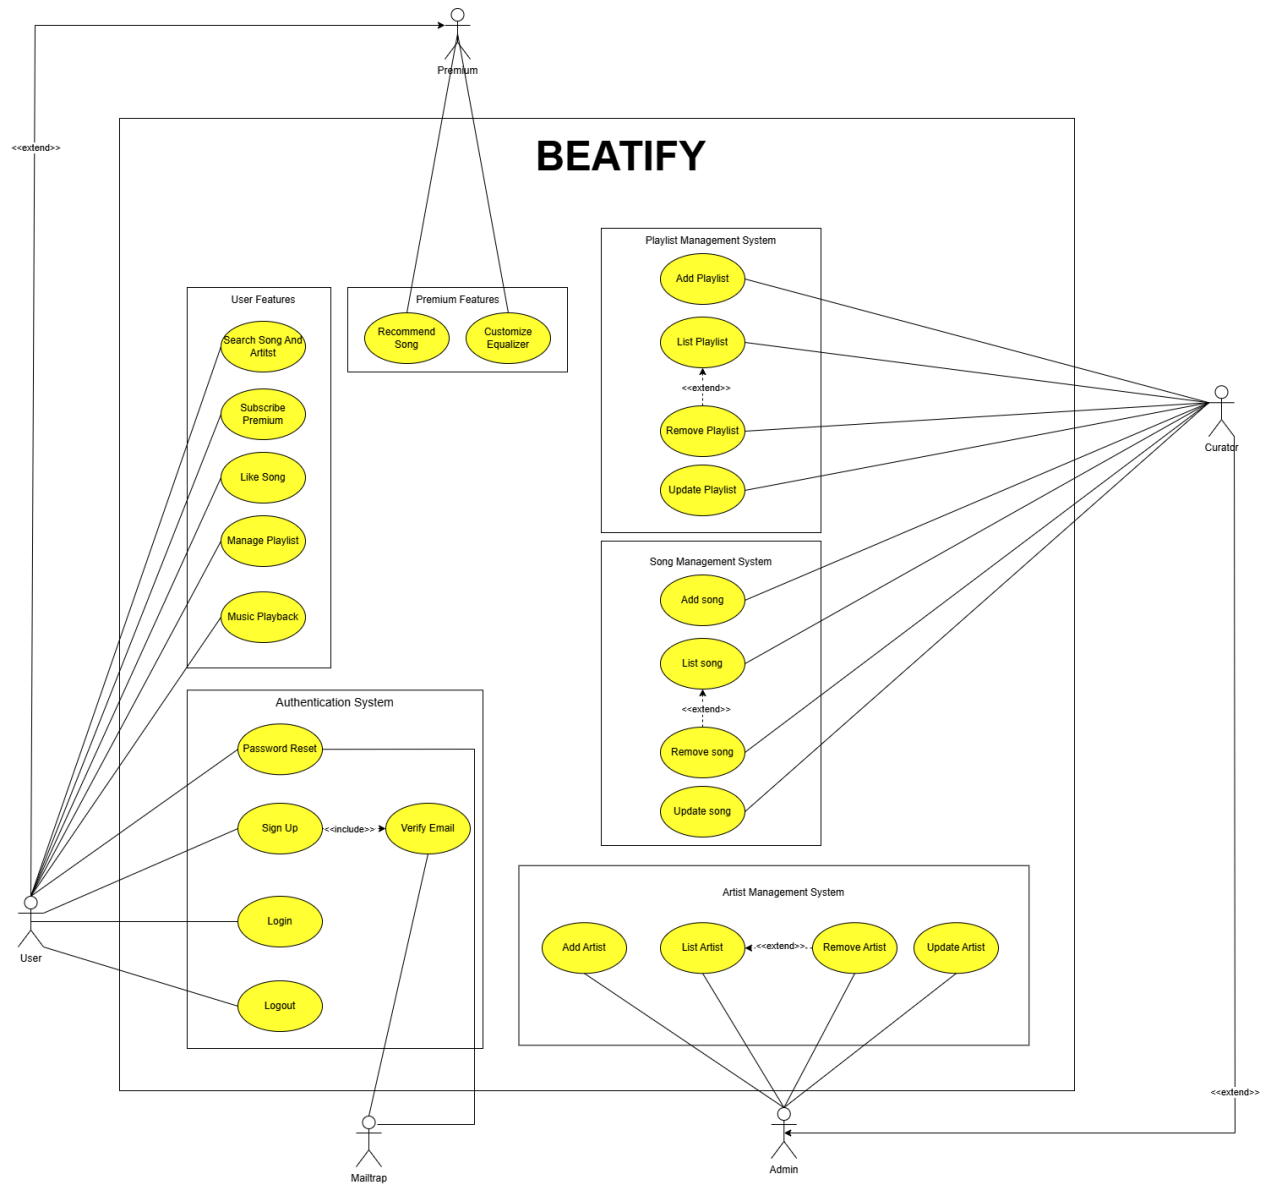 Premium
<<extend>>
BEATIFY
Playlist Management System
Add Playlist
List Playlist
<<extend>>
Remove Playlist
Update Playlist
User Features
Search Song And
Artitst
Subscribe
Premium
Like Song
Manage Playlist
Music Playback
Premium Features
Recommend
Song
Customize
Equalizer
Curator
Song Management System
Add song
List song
<<extend>>
Remove song
Update song
Authentication System
Password Reset
Sign Up
<<include>>
Verify Email
Login
Logout
User
Artist Management System
Add Artist
List Artist
<<extend>>
Remove Artist
Update Artist
<<extend>>
Mailtrap
Admin